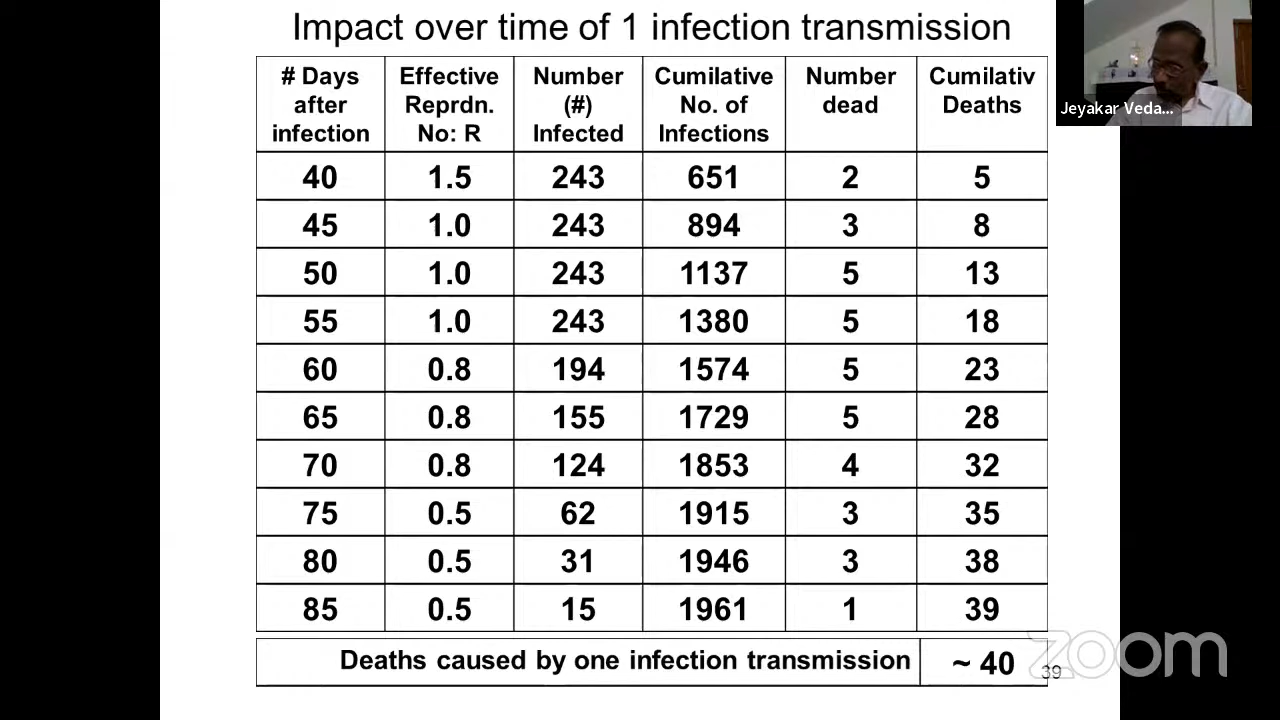 Impact over time of 1 infection transmission
# Days after infection Effective Reprdn. No: R Number (#) Infected Cumilative No. of Infections Number dead Cumilativ Deaths
40 1.5 243 651 2 5
45 1.0 243 894 3 8
50 1.0 243 1137 5 13
55 1.0 243 1380 5 18
60 0.8 194 1574 5 23
65 0.8 155 1729 5 28
70 0.8 124 1853 4 32
75 0.5 62 1915 3 35
80 0.5 31 1946 3 38
85 0.5 15 1961 1 39
Deaths caused by one infection transmission ~ 40
39
Jeyakar Veda...
zoom